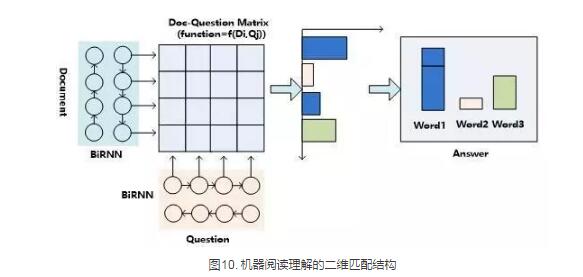 Doc-Question Matrix
(function=f(Di,Qj))
Document
BiRNN
BiRNN
Question
Word1
Word2
Word3
Answer
图10. 机器阅读理解的二维匹配结构